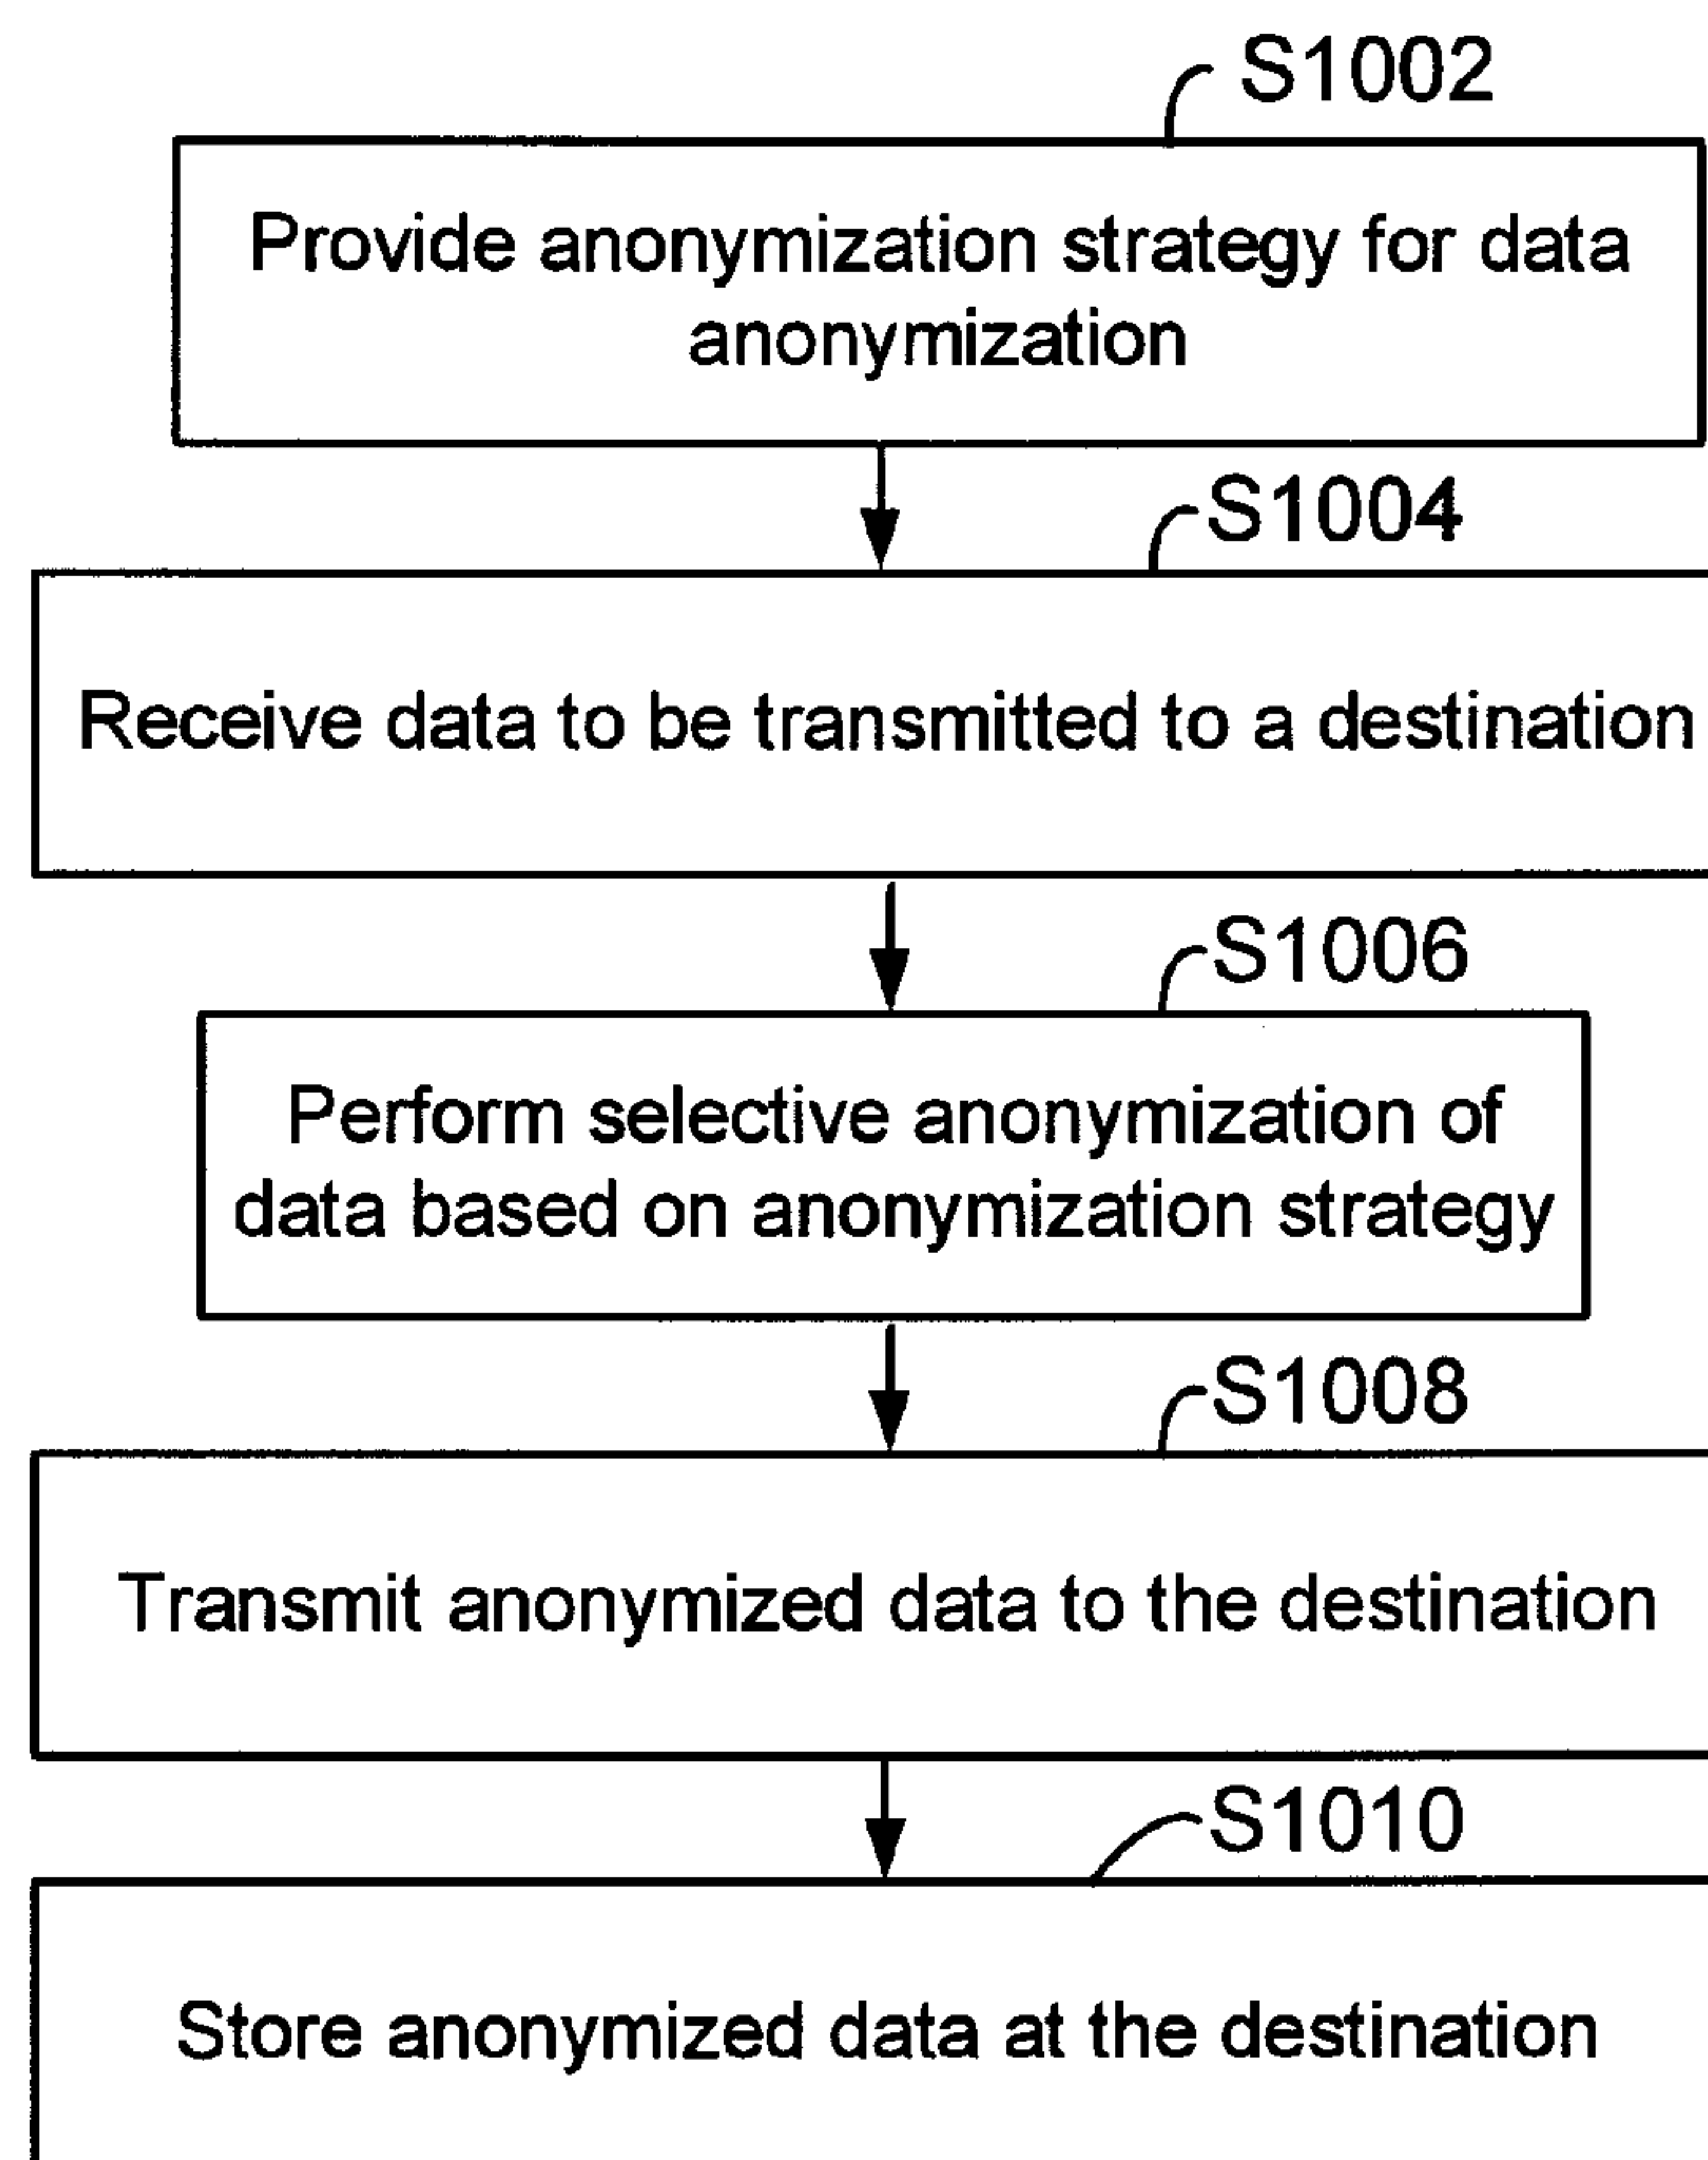 S1002
Provide anonymization strategy for data
anonymization
S1004
Receive data to be transmitted to a destination
S1006
Perform selective anonymization of
data based on anonymization strategy
S1008
Transmit anonymized data to the destination
S1010
Store anonymized data at the destination